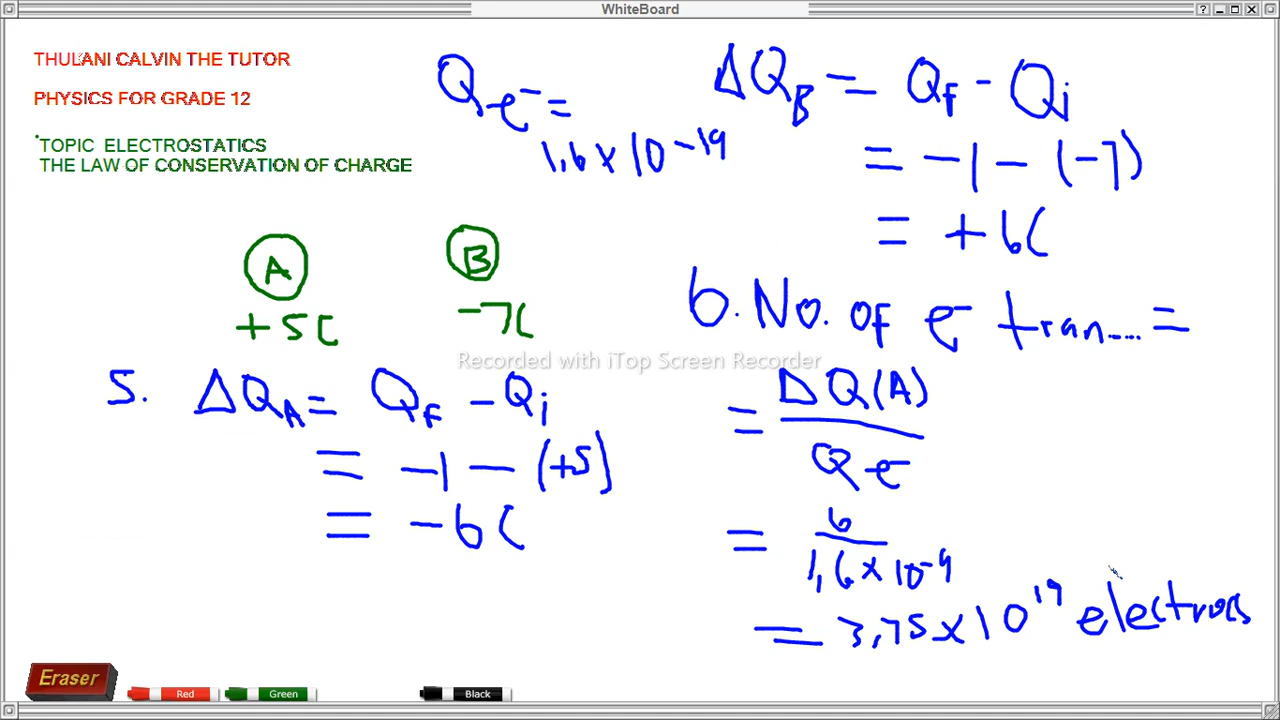 WhiteBoard
THULANI CALVIN THE TUTOR
PHYSICS FOR GRADE 12
TOPIC ELECTROSTATICS
THE LAW OF CONSERVATION OF CHARGE
Q e⁻ =
1,6 x 10⁻¹⁹
A
+5C
B
-7C
5. ΔQA = QF - Qi
= -1 - (+5)
= -6C
ΔQB = QF - Qi
= -1 - (-7)
= +6C
6. No. of e⁻ tran.... =
= ΔQ(A)
Q e⁻
= 6
1,6 x 10⁻⁹
= 3,75 x 10¹⁹ electrons
Recorded with iTop Screen Recorder
Eraser
Red
Green
Black